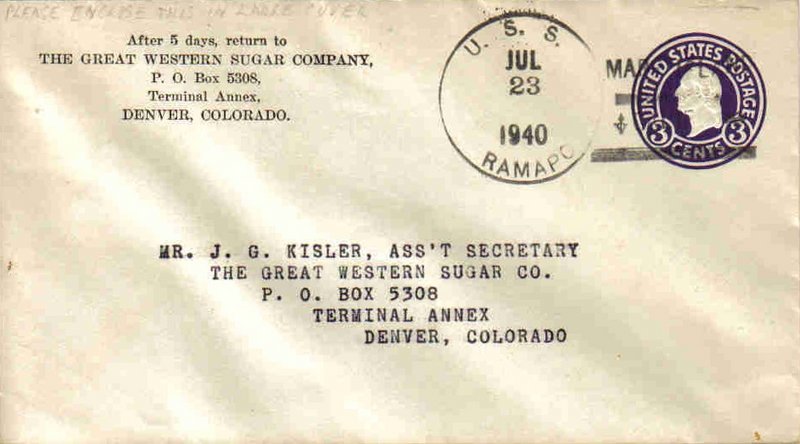 PLEASE ENCLOSE THIS IN LARGE COVER
After 5 days, return to
THE GREAT WESTERN SUGAR COMPANY,
P. O. Box 5308,
Terminal Annex,
DENVER, COLORADO.
U. S. S.
JUL
23
1940
RAMAPO
UNITED STATES POSTAGE
3 CENTS 3
MR. J. G. KISLER, ASS'T SECRETARY
THE GREAT WESTERN SUGAR CO.
P. O. BOX 5308
TERMINAL ANNEX
DENVER, COLORADO